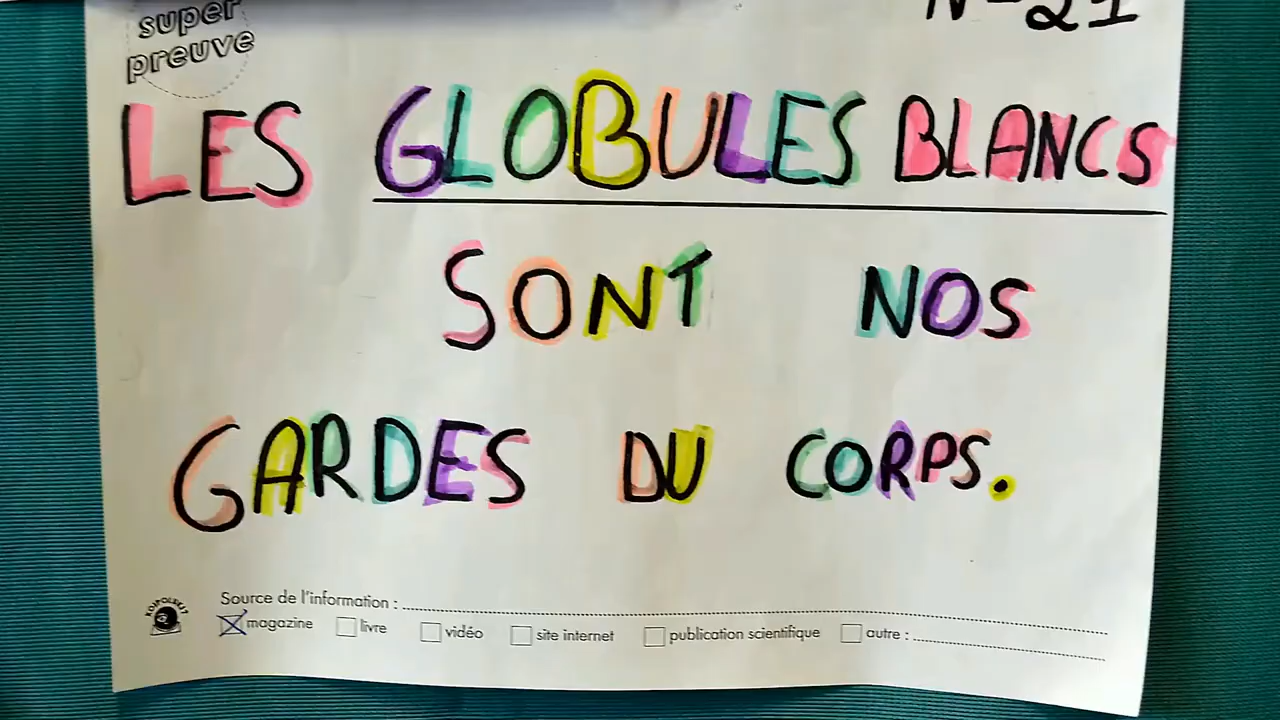 super
preuve
N-21
LES GLOBULES BLANCS
SONT NOS
GARDES DU CORPS.
Source de l'information :
magazine livre vidéo site internet publication scientifique autre :